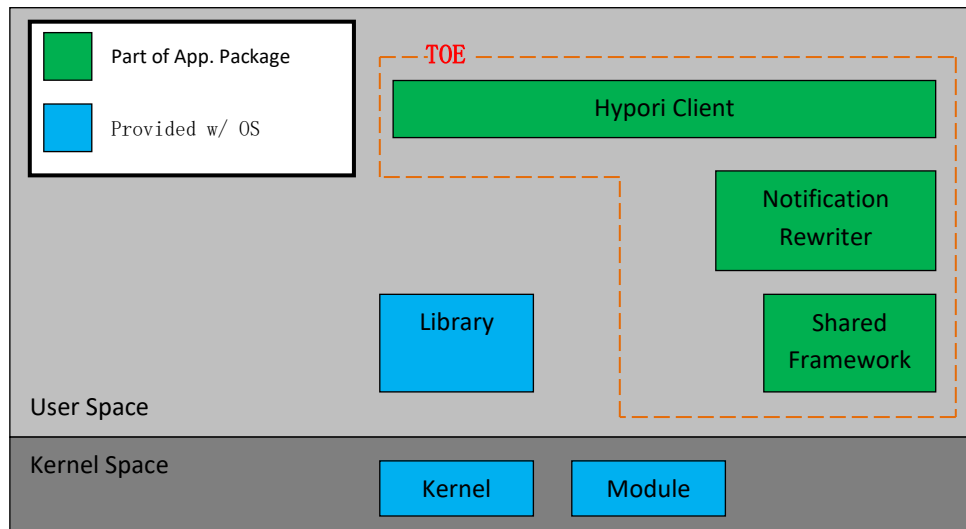 Part of App. Package
Provided w/ OS
TOE
Hypori Client
Notification
Rewriter
Library
Shared
Framework
User Space
Kernel Space
Kernel
Module